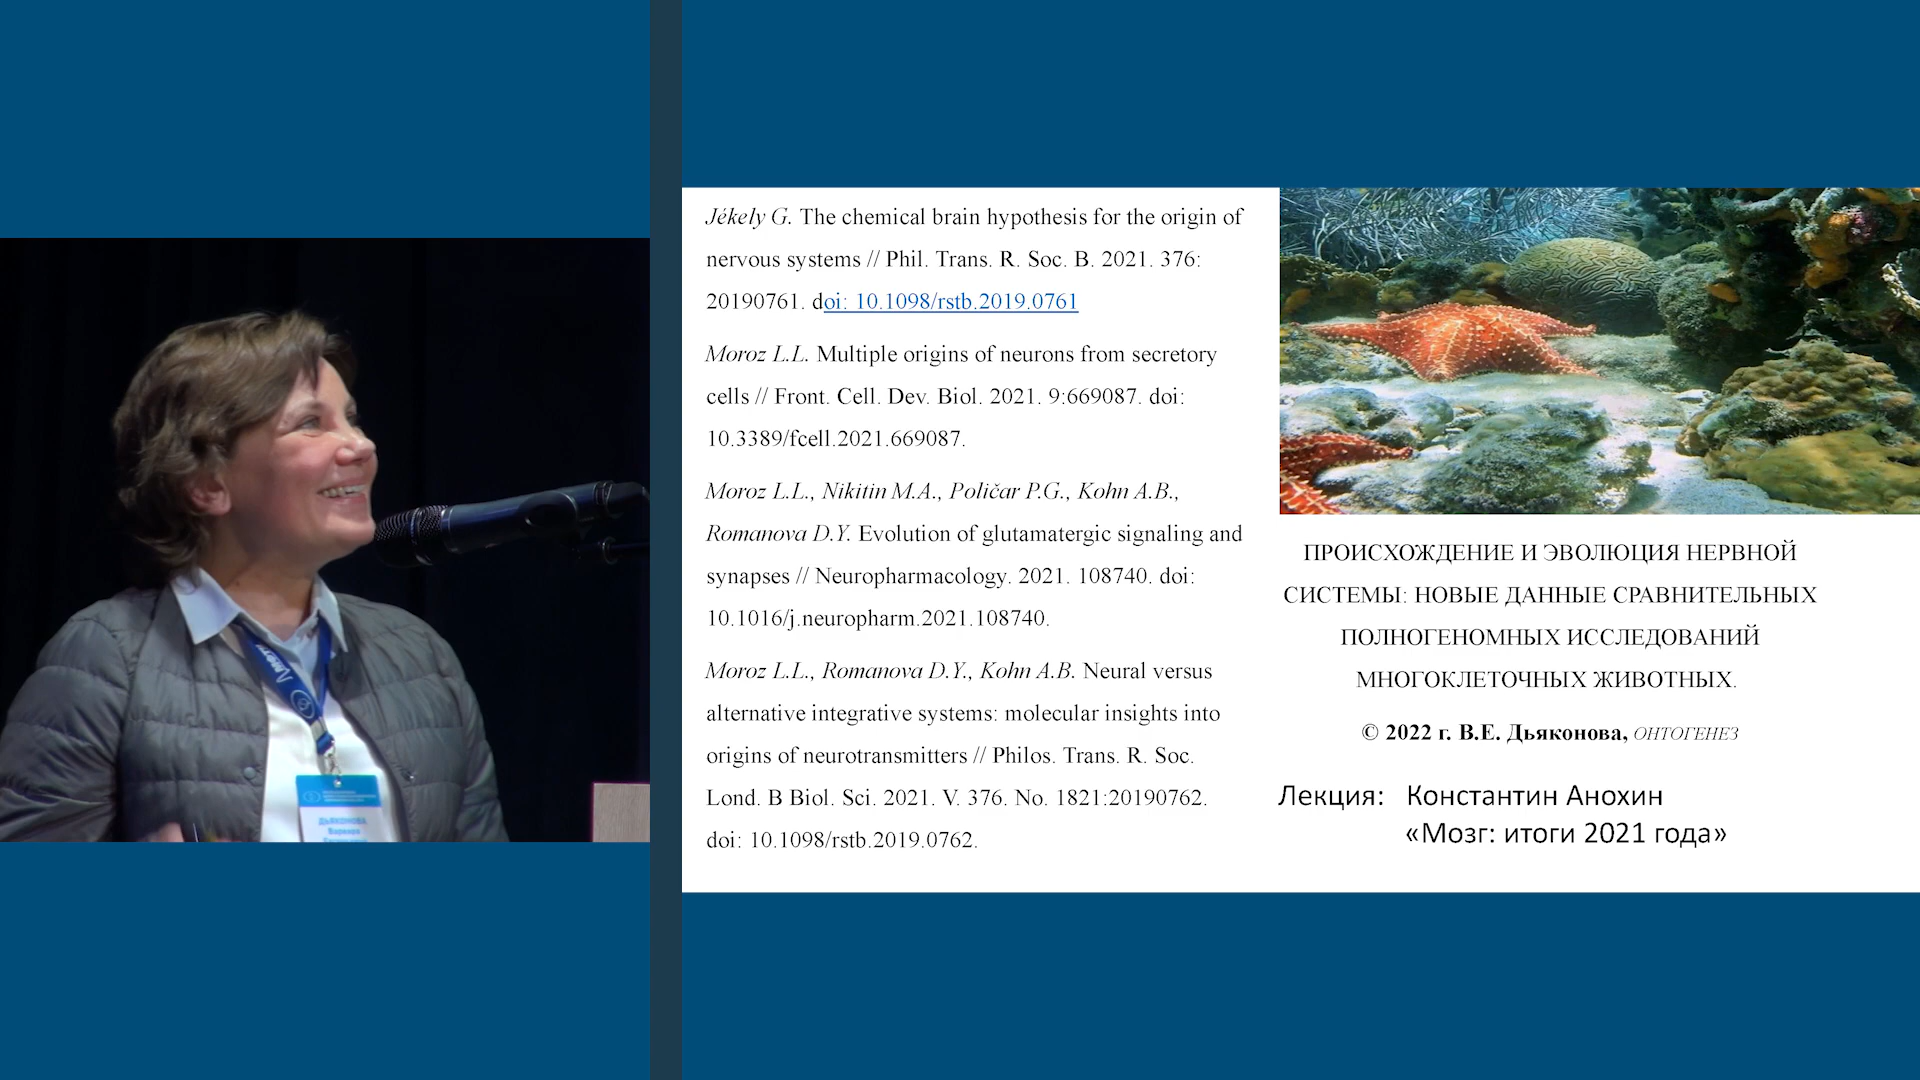 Jékely G. The chemical brain hypothesis for the origin of
nervous systems // Phil. Trans. R. Soc. B. 2021. 376:
20190761. doi: 10.1098/rstb.2019.0761
Moroz L.L. Multiple origins of neurons from secretory
cells // Front. Cell. Dev. Biol. 2021. 9:669087. doi:
10.3389/fcell.2021.669087.
Moroz L.L., Nikitin M.A., Poličar P.G., Kohn A.B.,
Romanova D.Y. Evolution of glutamatergic signaling and
synapses // Neuropharmacology. 2021. 108740. doi:
10.1016/j.neuropharm.2021.108740.
Moroz L.L., Romanova D.Y., Kohn A.B. Neural versus
alternative integrative systems: molecular insights into
origins of neurotransmitters // Philos. Trans. R. Soc.
Lond. B Biol. Sci. 2021. V. 376. No. 1821:20190762.
doi: 10.1098/rstb.2019.0762.
ПРОИСХОЖДЕНИЕ И ЭВОЛЮЦИЯ НЕРВНОЙ
СИСТЕМЫ: НОВЫЕ ДАННЫЕ СРАВНИТЕЛЬНЫХ
ПОЛНОГЕНОМНЫХ ИССЛЕДОВАНИЙ
МНОГОКЛЕТОЧНЫХ ЖИВОТНЫХ.
© 2022 г. В.Е. Дьяконова, ОНТОГЕНЕЗ
Лекция: Константин Анохин
«Мозг: итоги 2021 года»
ДЬЯКОНОВА
Варвара